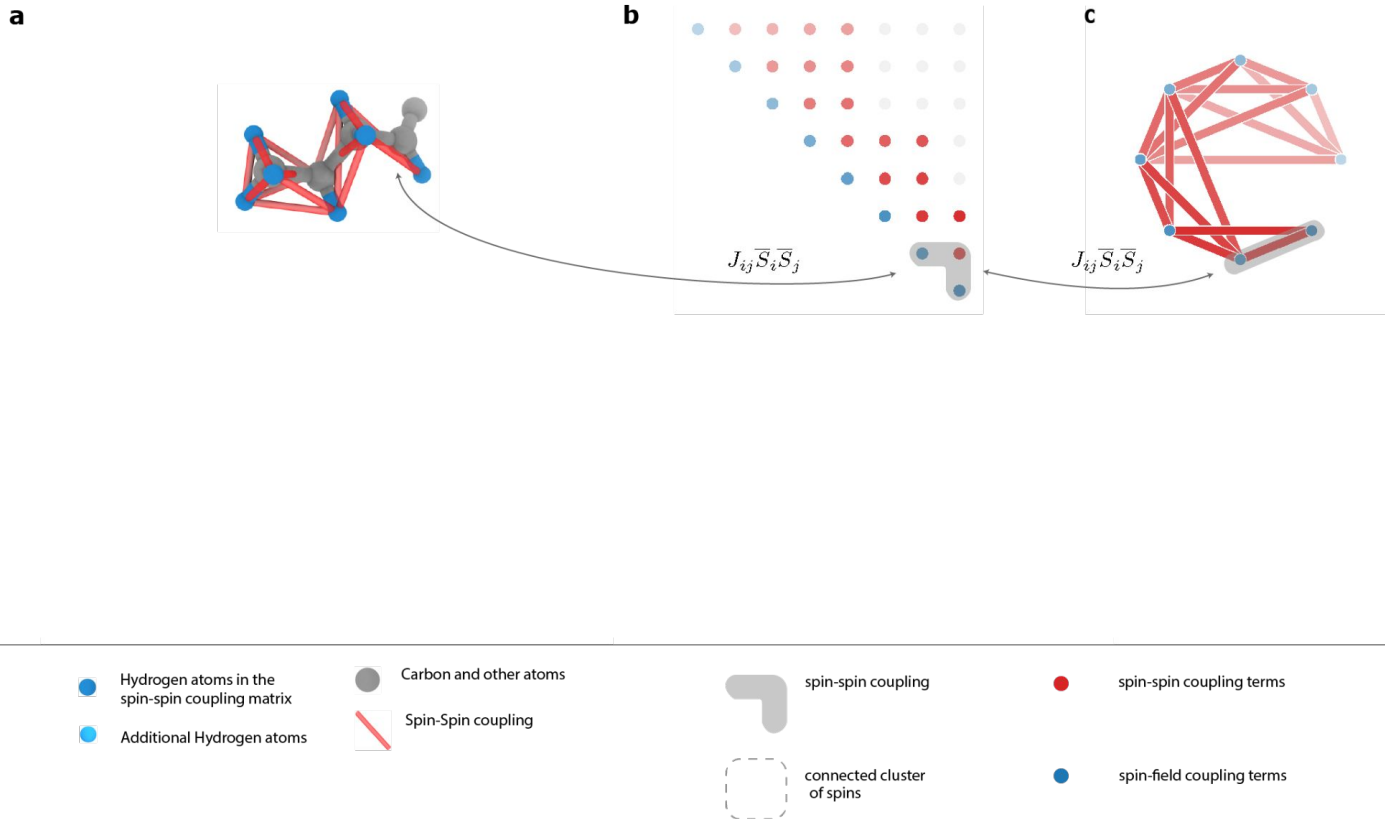 a
b
c
J_{ij}\overline{S}_i\overline{S}_j
J_{ij}\overline{S}_i\overline{S}_j
Hydrogen atoms in the
spin-spin coupling matrix
Additional Hydrogen atoms
Carbon and other atoms
Spin-Spin coupling
spin-spin coupling
connected cluster
of spins
spin-spin coupling terms
spin-field coupling terms